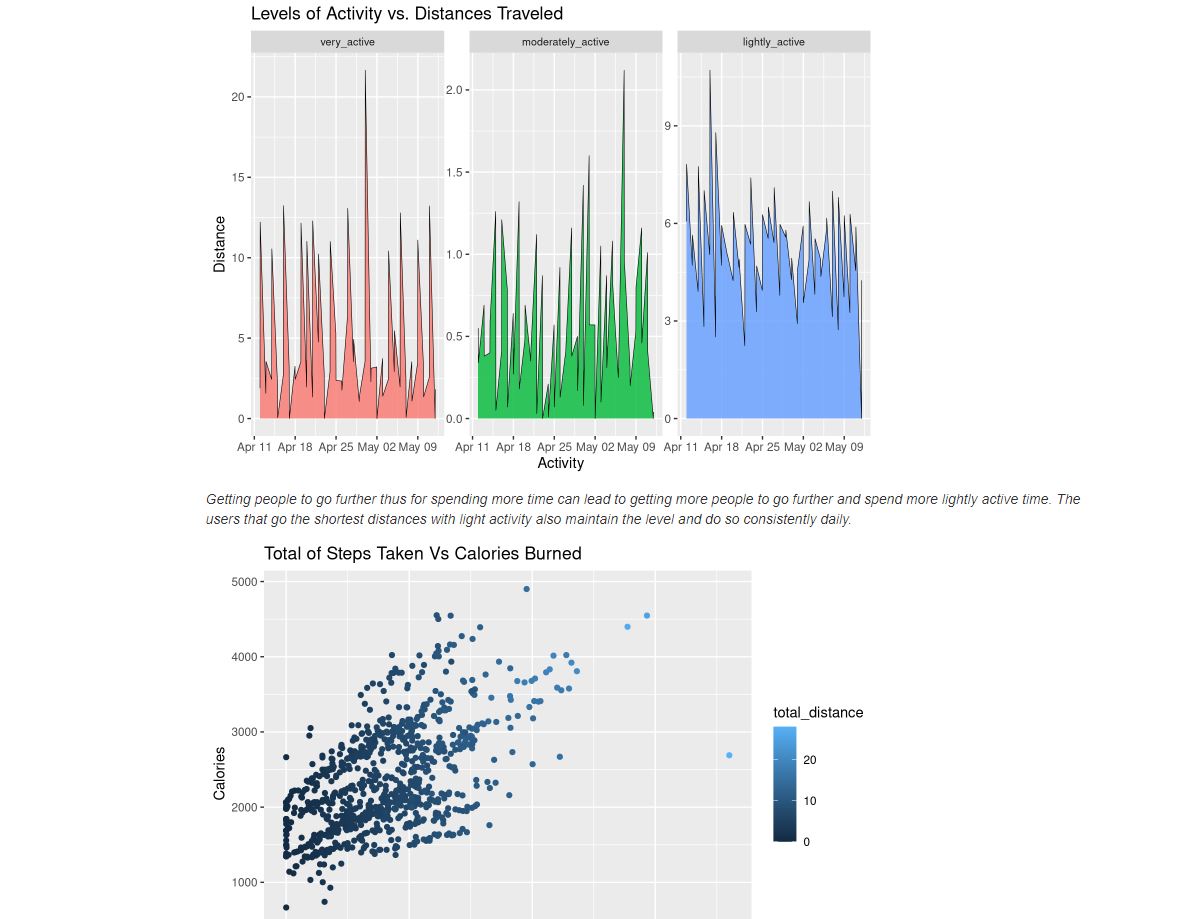 Levels of Activity vs. Distances Traveled
very_active moderately_active lightly_active
20
15
10
5
0
2.0
1.5
1.0
0.5
0.0
9
6
3
0
Distance
Apr 11 Apr 18 Apr 25 May 02 May 09 Apr 11 Apr 18 Apr 25 May 02 May 09 Apr 11 Apr 18 Apr 25 May 02 May 09
Activity
Getting people to go further thus for spending more time can lead to getting more people to go further and spend more lightly active time. The
users that go the shortest distances with light activity also maintain the level and do so consistently daily.
Total of Steps Taken Vs Calories Burned
5000
4000
3000
2000
1000
Calories
total_distance
20
10
0